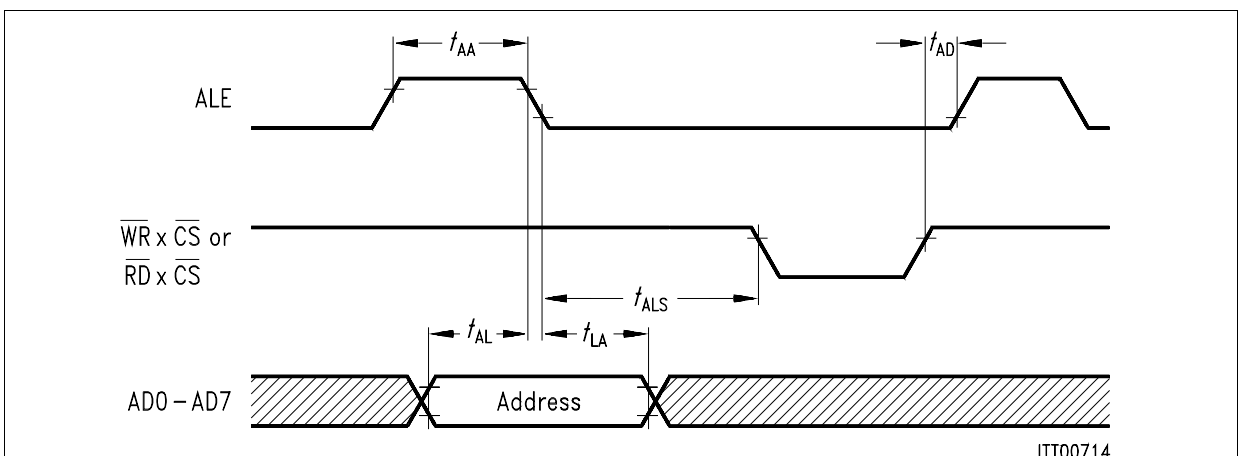 tAA
tAD
ALE
WR x CS or
RD x CS
tALS
tAL
tLA
AD0 – AD7
Address
ITT00714